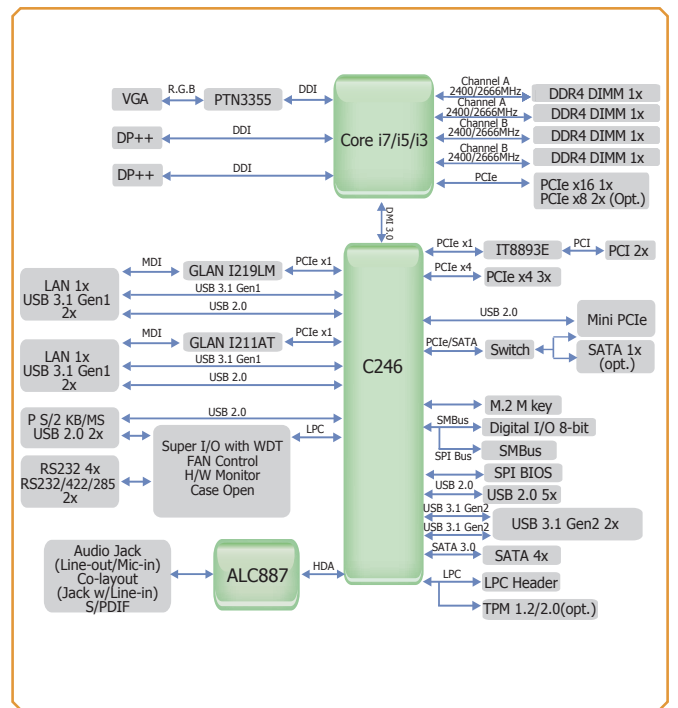 VGA
R.G.B
PTN3355
DDI
DP++
DDI
DP++
DDI
Core i7/i5/i3
Channel A
2400/2666MHz
DDR4 DIMM 1x
Channel A
2400/2666MHz
DDR4 DIMM 1x
Channel B
2400/2666MHz
DDR4 DIMM 1x
Channel B
2400/2666MHz
DDR4 DIMM 1x
PCIe
PCIe x16 1x
PCIe x8 2x (Opt.)
DMI 3.0
LAN 1x
USB 3.1 Gen1
2x
MDI
GLAN I219LM
PCIe x1
USB 3.1 Gen1
USB 2.0
LAN 1x
USB 3.1 Gen1
2x
MDI
GLAN I211AT
PCIe x1
USB 3.1 Gen1
USB 2.0
P S/2 KB/MS
USB 2.0 2x
USB 2.0
RS232 4x
RS232/422/285
2x
Super I/O with WDT
FAN Control
H/W Monitor
Case Open
LPC
Audio Jack
(Line-out/Mic-in)
Co-layout
(Jack w/Line-in)
S/PDIF
ALC887
HDA
C246
PCIe x1
IT8893E
PCI
PCI 2x
PCIe x4
PCIe x4 3x
USB 2.0
Mini PCIe
PCIe/SATA
Switch
SATA 1x
(opt.)
M.2 M key
SMBus
Digital I/O 8-bit
SMBus
SPI Bus
SPI BIOS
USB 2.0
USB 2.0 5x
USB 3.1 Gen2
USB 3.1 Gen2
USB 3.1 Gen2 2x
SATA 3.0
SATA 4x
LPC
LPC Header
TPM 1.2/2.0(opt.)